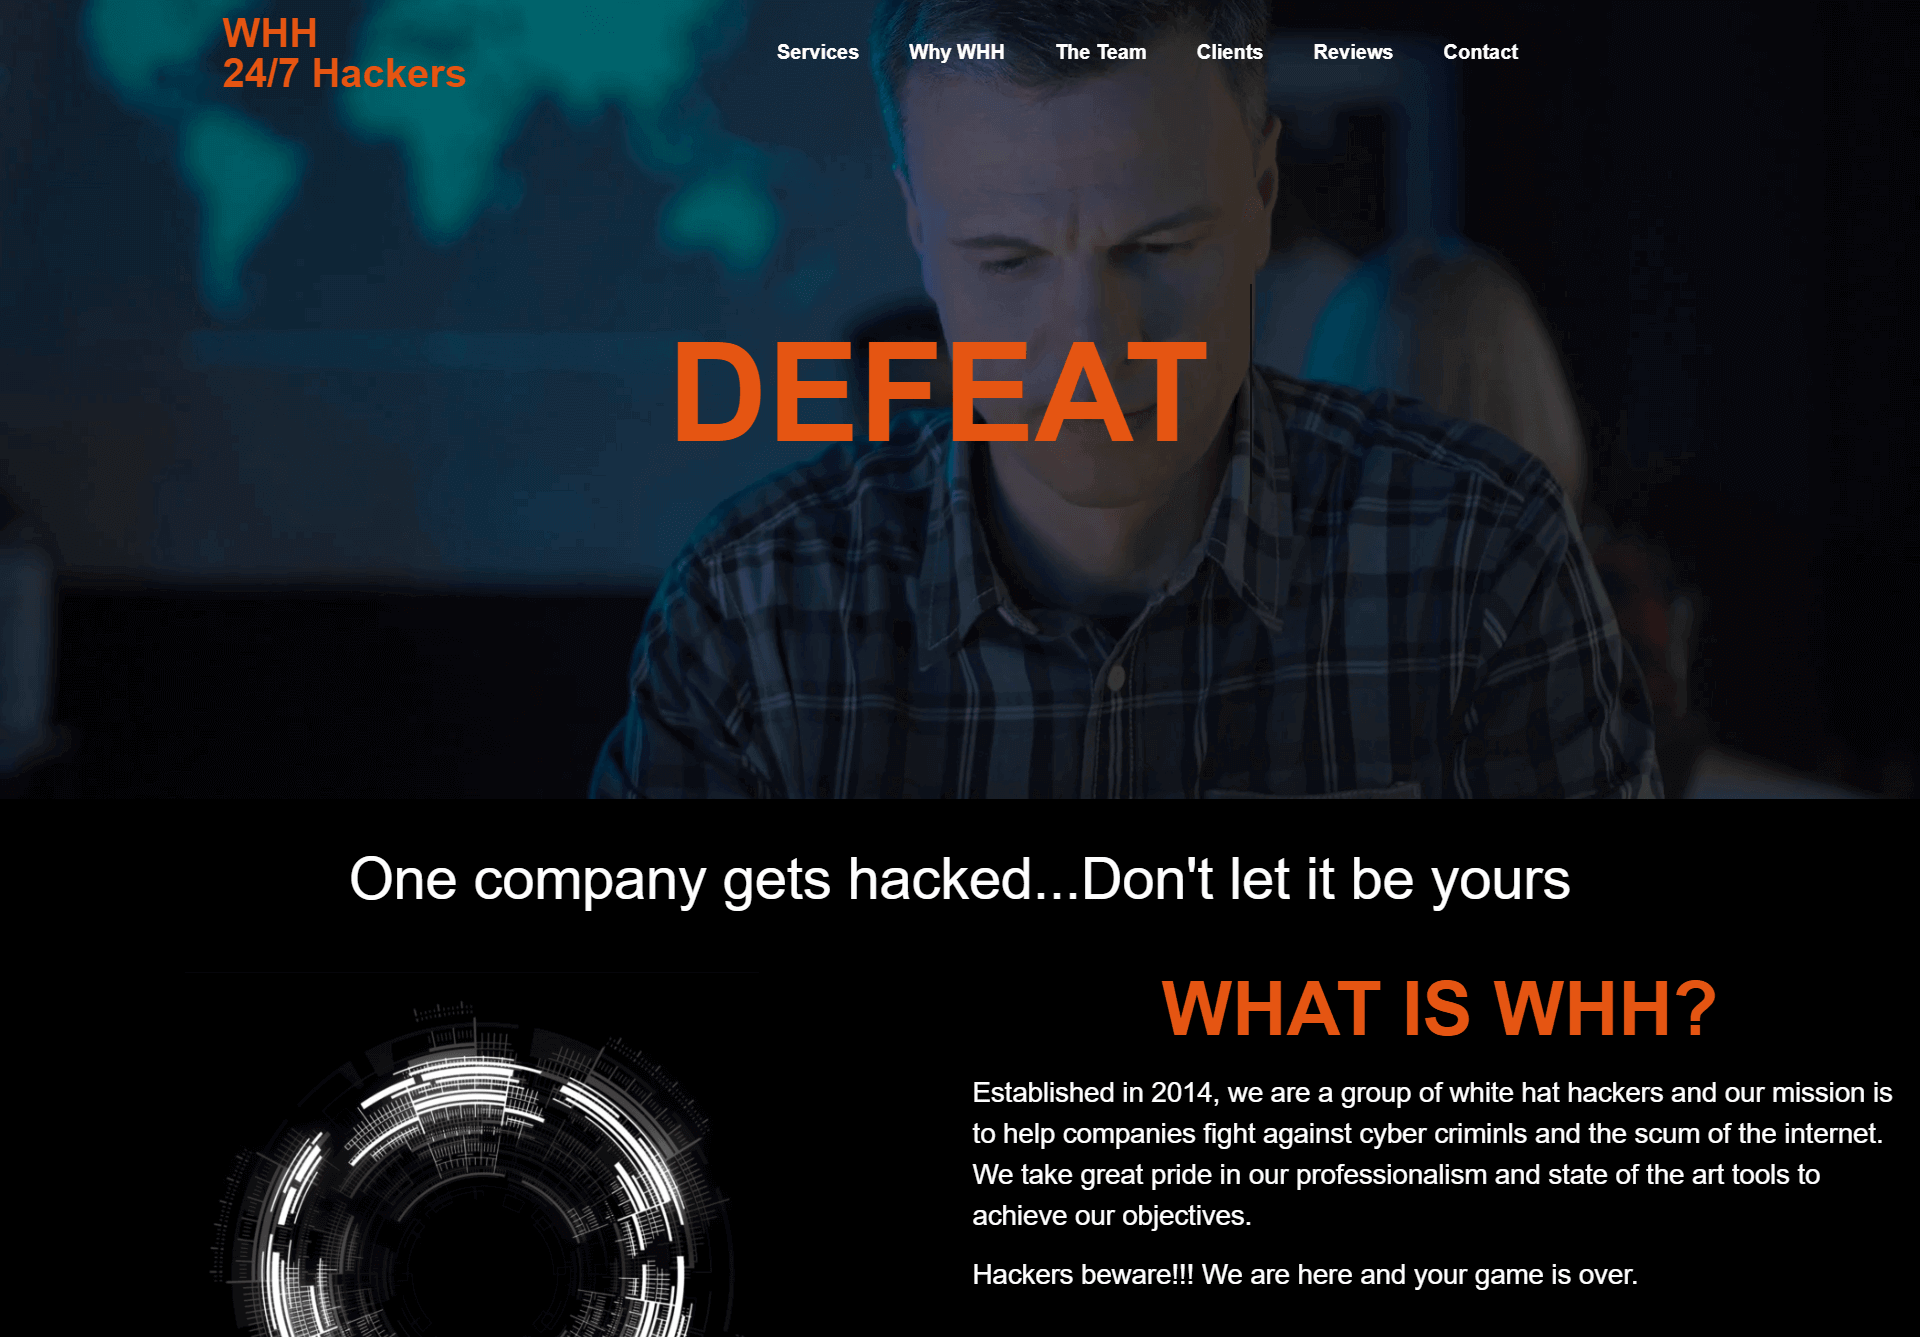 WHH
24/7 Hackers
Services Why WHH The Team Clients Reviews Contact
DEFEAT
One company gets hacked...Don't let it be yours
WHAT IS WHH?
Established in 2014, we are a group of white hat hackers and our mission is
to help companies fight against cyber criminls and the scum of the internet.
We take great pride in our professionalism and state of the art tools to
achieve our objectives.
Hackers beware!!! We are here and your game is over.